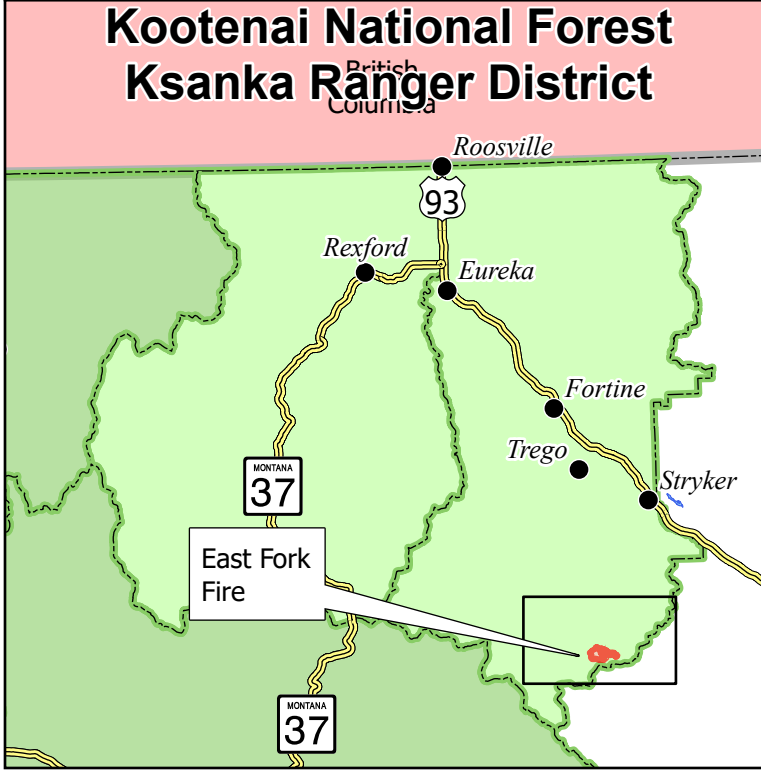 Kootenai National Forest
Ksanka Ranger District
British
Columbia
Roosville
93
Rexford
Eureka
Fortine
Trego
MONTANA
37
Stryker
East Fork
Fire
MONTANA
37